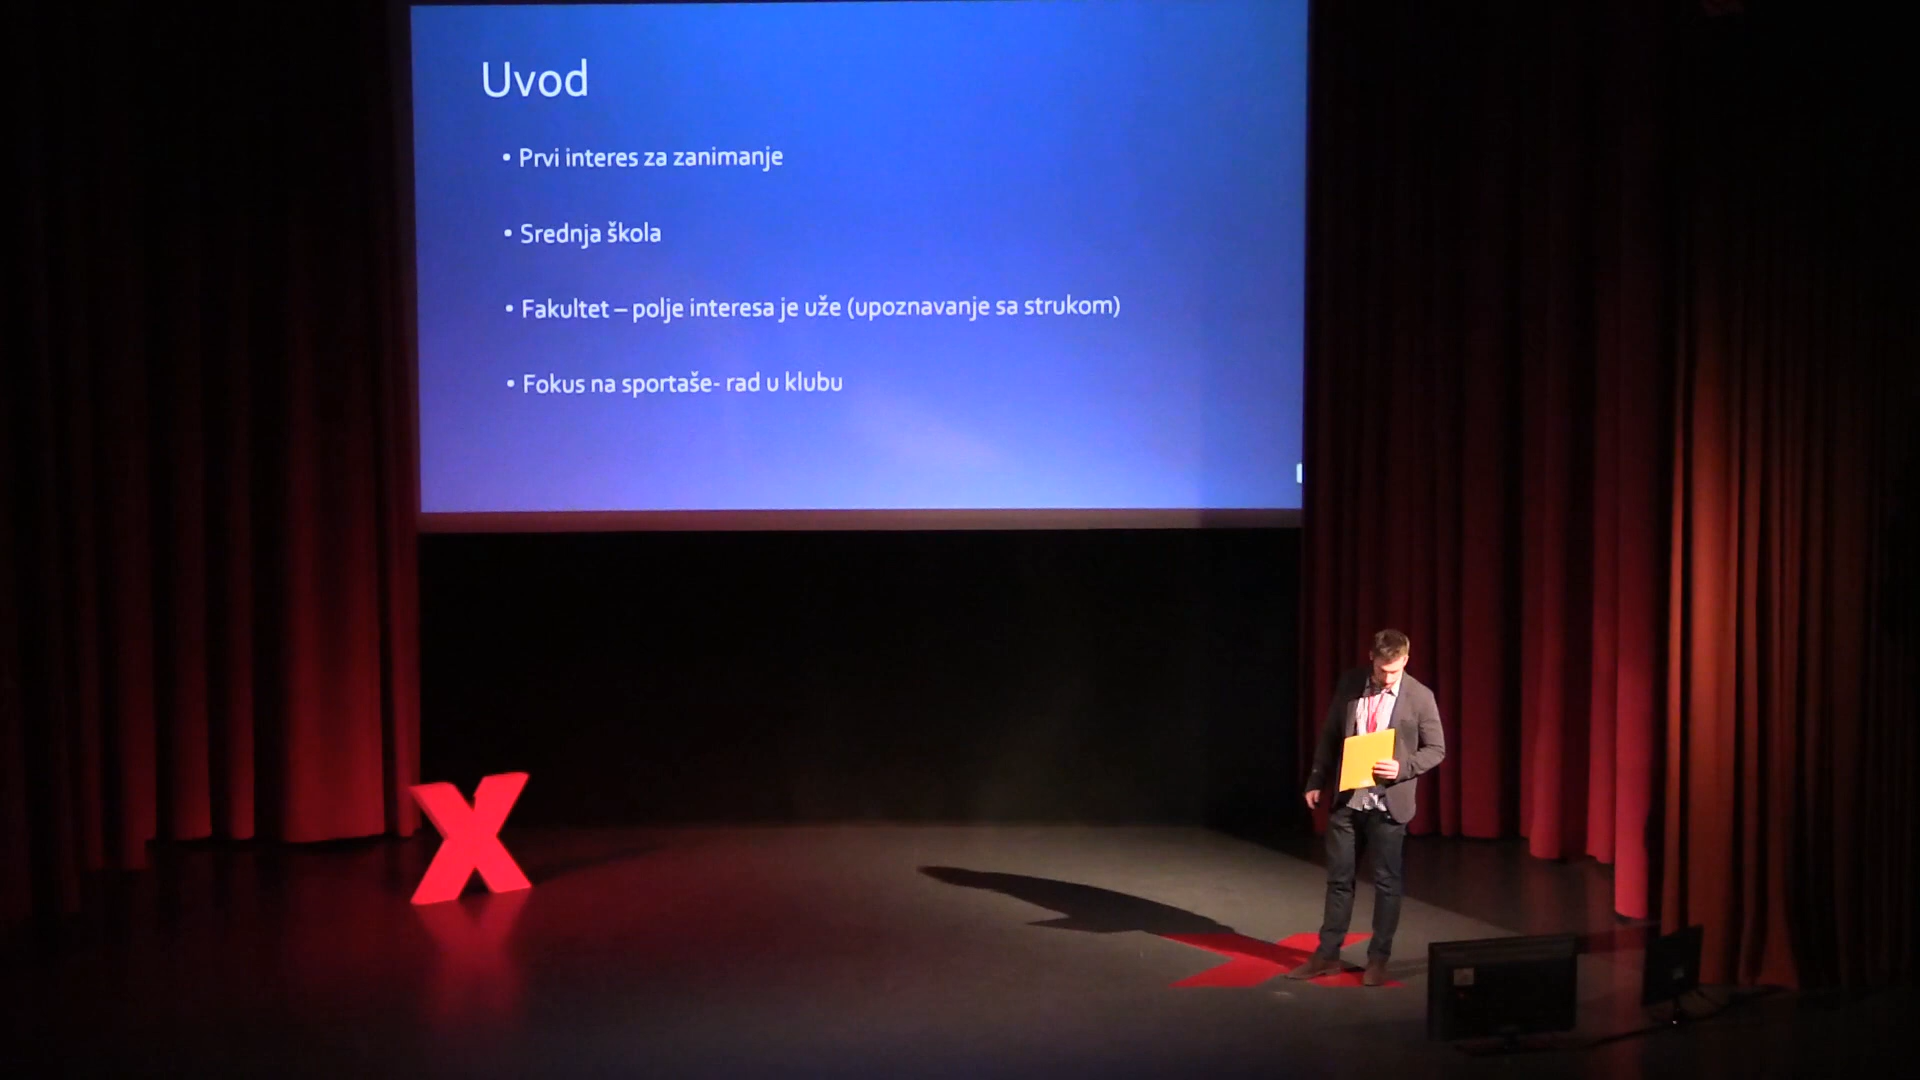 Uvod
• Prvi interes za zanimanje
• Srednja škola
• Fakultet – polje interesa je uže (upoznavanje sa strukom)
• Fokus na sportaše- rad u klubu
X
X